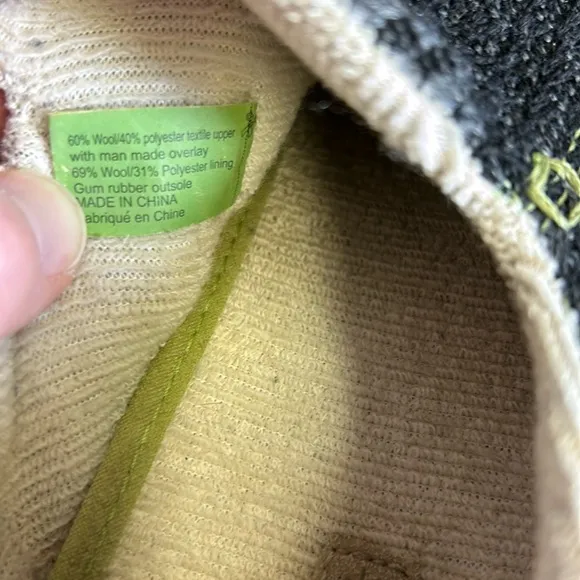 60% Wool/40% polyester textile upper
with man made overlay
69% Wool/31% Polyester lining
Gum rubber outsole
MADE IN CHINA
Fabriqué en Chine